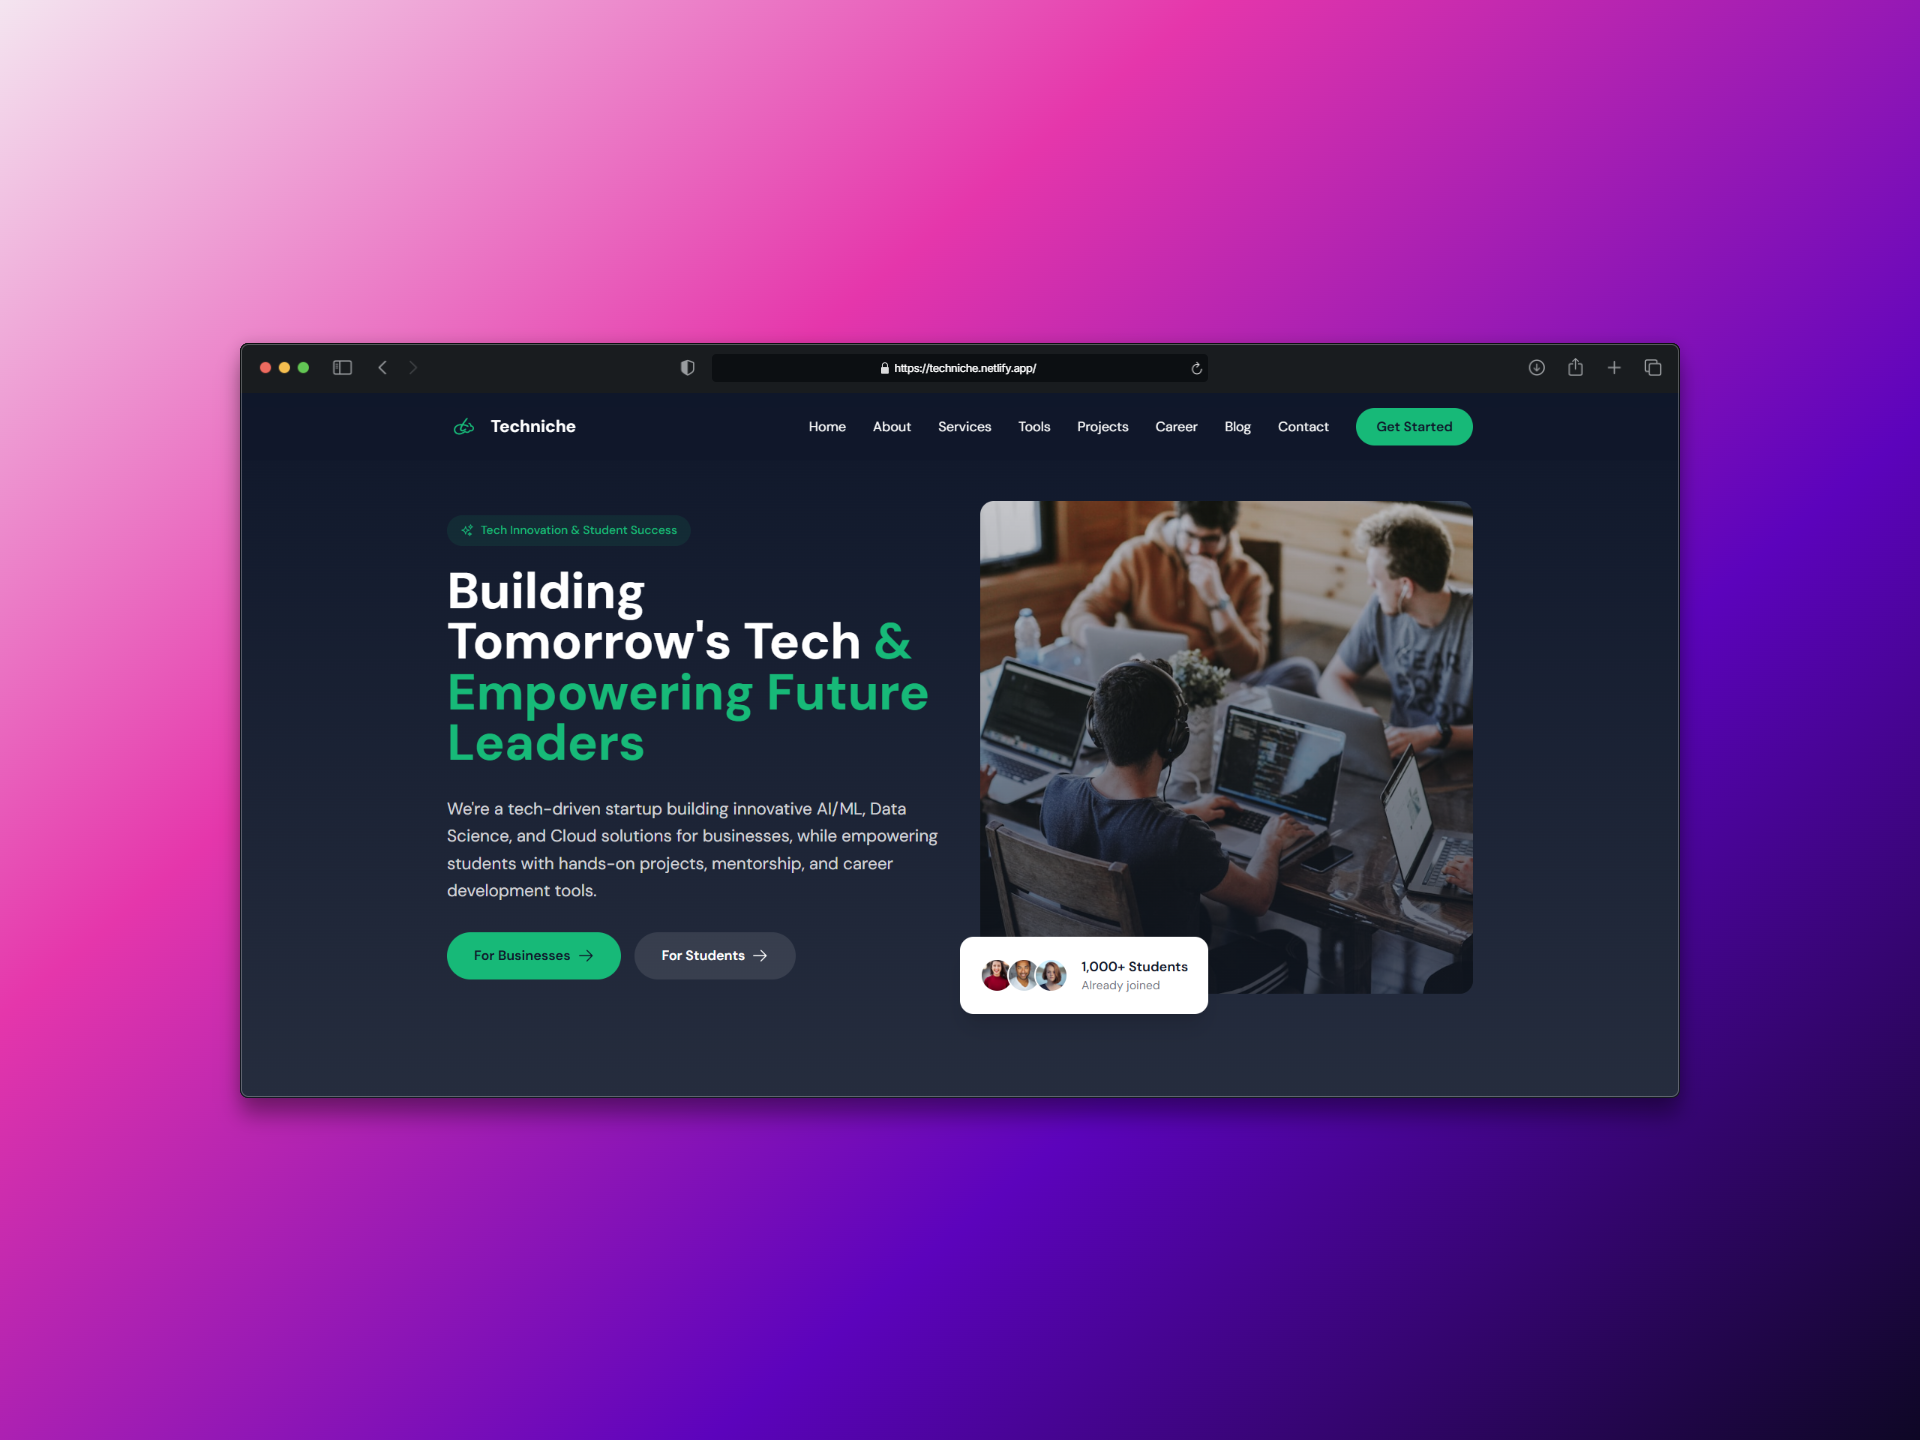 https://techniche.netlify.app/
Techniche
Home About Services Tools Projects Career Blog Contact Get Started
Tech Innovation & Student Success
Building
Tomorrow's Tech &
Empowering Future
Leaders
We're a tech-driven startup building innovative AI/ML, Data
Science, and Cloud solutions for businesses, while empowering
students with hands-on projects, mentorship, and career
development tools.
For Businesses
For Students
1,000+ Students
Already joined